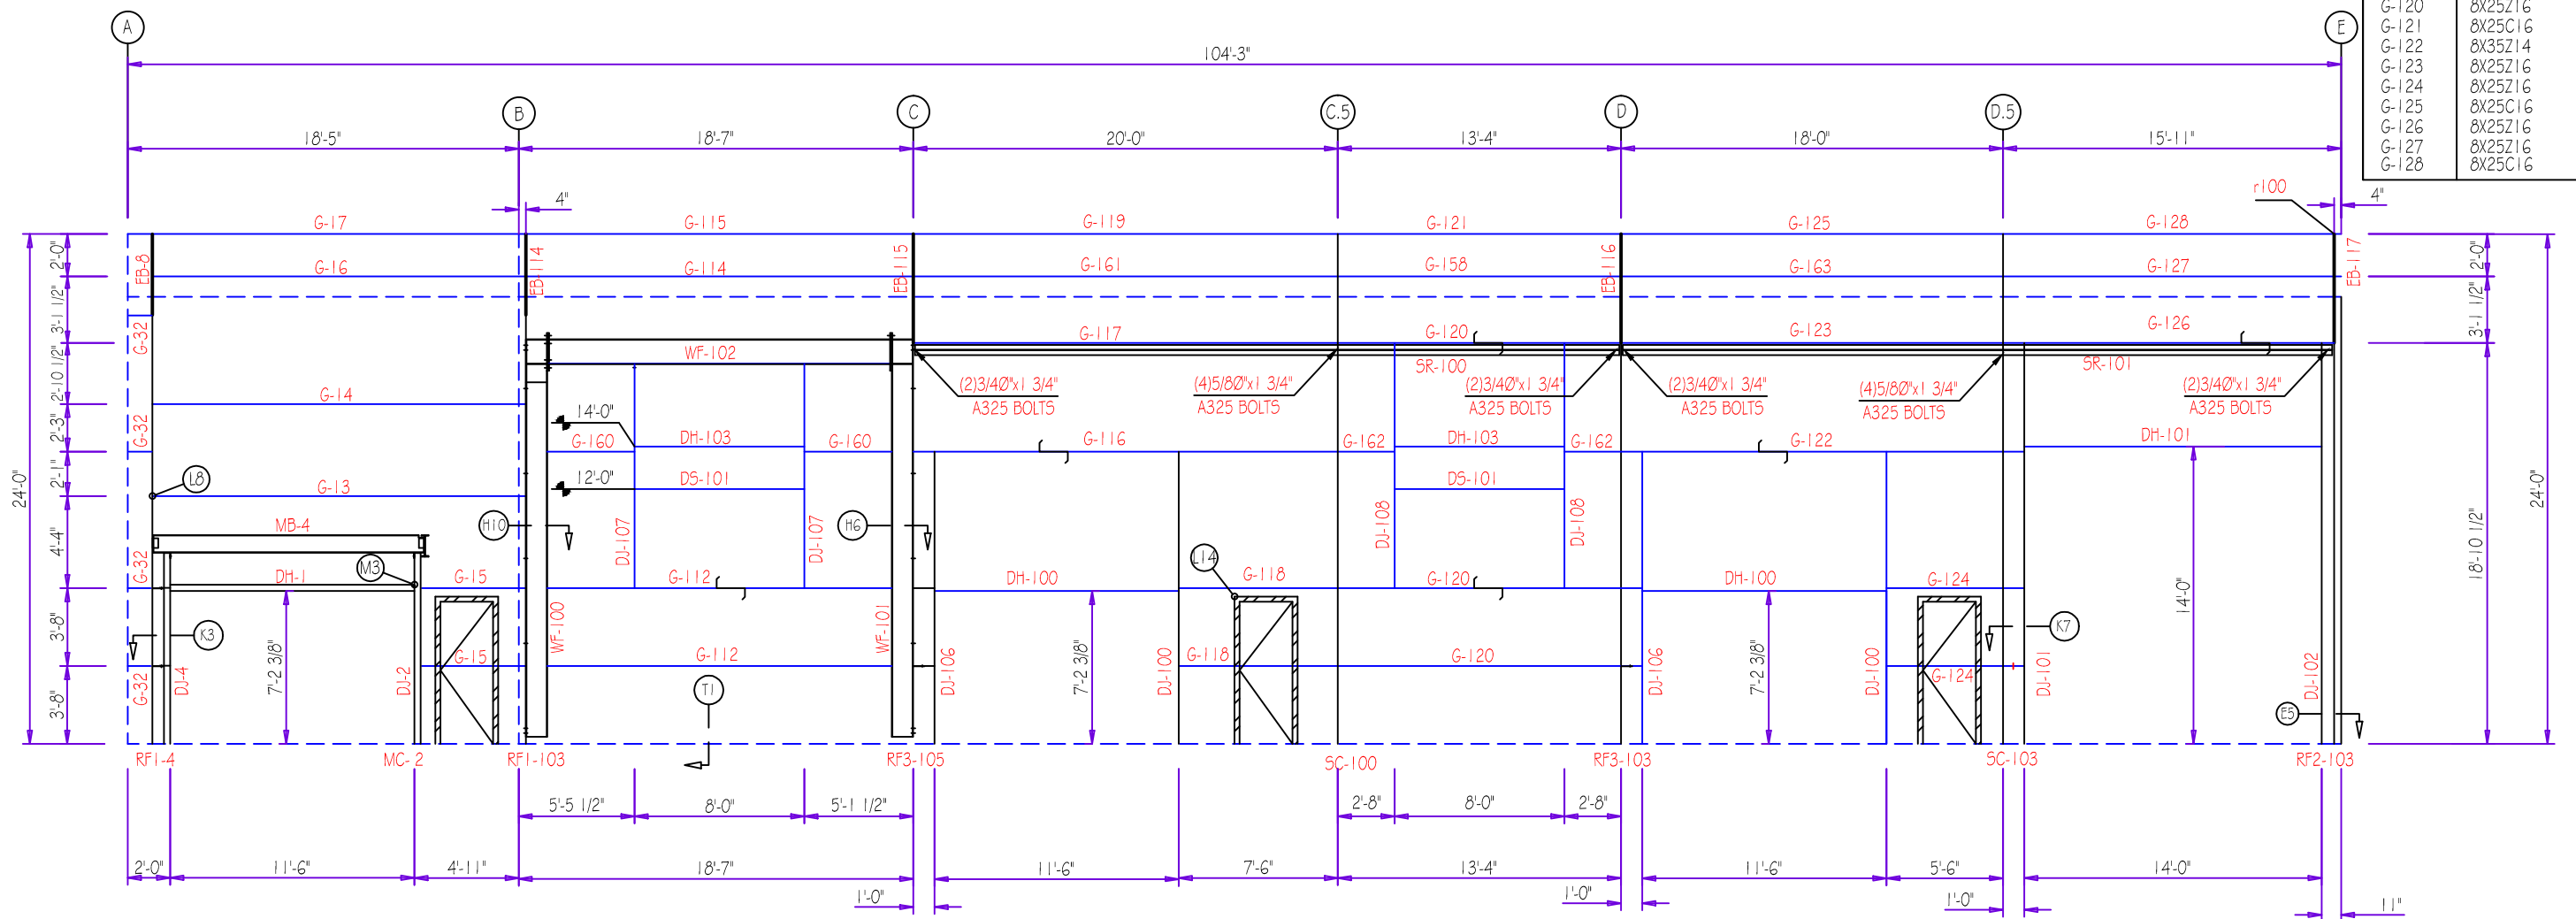 G-120 8X25Z16
G-121 8X25C16
G-122 8X35Z14
G-123 8X25Z16
G-124 8X25Z16
G-125 8X25C16
G-126 8X25Z16
G-127 8X25Z16
G-128 8X25C16
A E
104'-3"
B C C.5 D D.5
18'-5" 18'-7" 20'-0" 13'-4" 18'-0" 15'-11"
4" r100 4"
G-17 G-115 G-119 G-121 G-125 G-128
2'-0" EB-8 EB-114 EB-115 EB-116 EB-117 2'-0"
G-16 G-114 G-161 G-158 G-163 G-127
3'-1 1/2" G-32 3'-1 1/2"
G-117 G-120 G-123 G-126
WF-102 SR-100 SR-101
2'-10 1/2" G-14
(2)3/4Ø"x1 3/4" (4)5/8Ø"x1 3/4" (2)3/4Ø"x1 3/4" (2)3/4Ø"x1 3/4" (4)5/8Ø"x1 3/4" (2)3/4Ø"x1 3/4"
A325 BOLTS A325 BOLTS A325 BOLTS A325 BOLTS A325 BOLTS A325 BOLTS
14'-0"
2'-3" G-32 G-160 DH-103 G-160 G-116 G-162 DH-103 G-162 G-122 DH-101
2'-1" L8 12'-0" DS-101 DS-101
24'-0" G-13 24'-0"
4'-4" MB-4 H10 DJ-107 DJ-107 H6 DJ-108 DJ-108 18'-10 1/2"
G-32 DH-1 M3 G-15 G-112 DH-100 L14 G-118 G-120 DH-100 G-124 14'-0"
3'-8" K3 WF-100 WF-101 K7
G-15 G-112 G-118 G-120 G-124
3'-8" G-32 DJ-4 7'-2 3/8" DJ-2 T1 DJ-106 7'-2 3/8" DJ-100 DJ-106 7'-2 3/8" DJ-100 DJ-101 DJ-102 E5
RF1-4 MC-2 RF1-103 RF3-105 SC-100 RF3-103 SC-103 RF2-103
5'-5 1/2" 8'-0" 5'-1 1/2" 2'-8" 8'-0" 2'-8"
2'-0" 11'-6" 4'-11" 18'-7" 11'-6" 7'-6" 13'-4" 11'-6" 5'-6" 14'-0"
1'-0" 1'-0" 1'-0" 11"